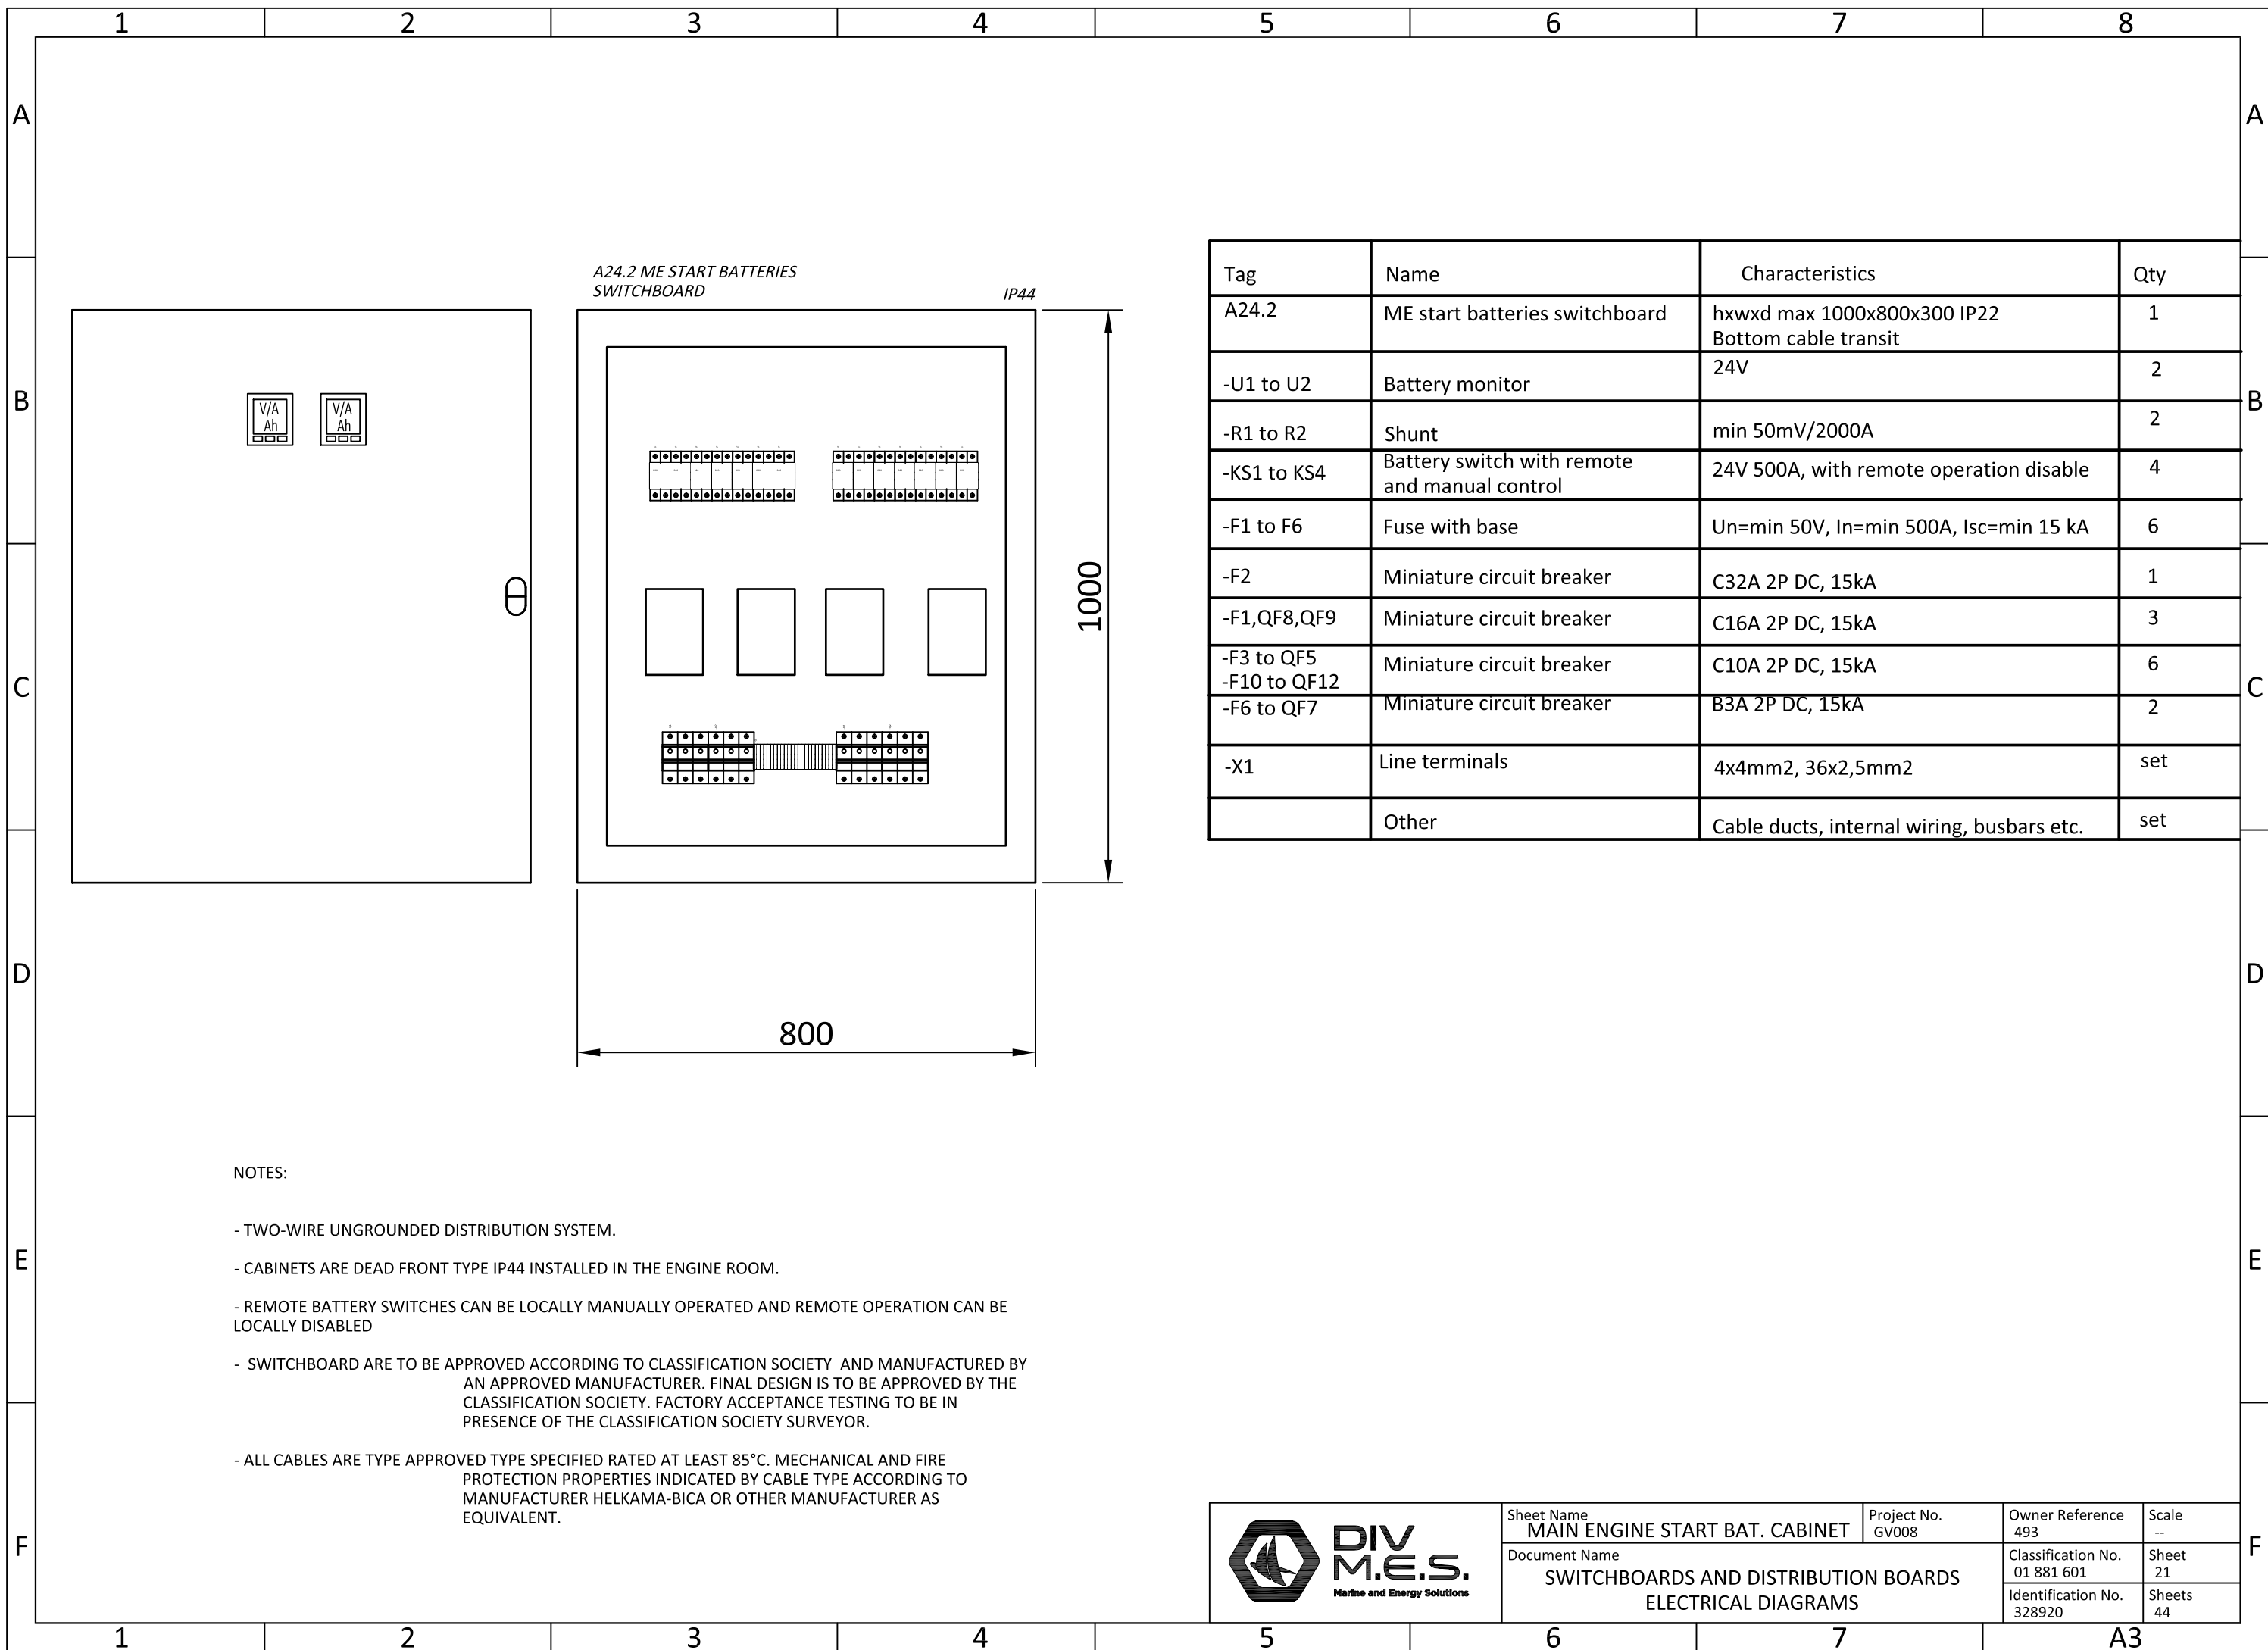 1 2 3 4 5 6 7 8
A A
B B
C C
D D
E E
F F
A24.2 ME START BATTERIES
SWITCHBOARD
IP44
V/A
Ah
V/A
Ah
1000
800
Tag Name Characteristics Qty
A24.2 ME start batteries switchboard hxwxd max 1000x800x300 IP22 1
Bottom cable transit
-U1 to U2 Battery monitor 24V 2
-R1 to R2 Shunt min 50mV/2000A 2
-KS1 to KS4 Battery switch with remote 24V 500A, with remote operation disable 4
and manual control
-F1 to F6 Fuse with base Un=min 50V, In=min 500A, Isc=min 15 kA 6
-F2 Miniature circuit breaker C32A 2P DC, 15kA 1
-F1,QF8,QF9 Miniature circuit breaker C16A 2P DC, 15kA 3
-F3 to QF5 Miniature circuit breaker C10A 2P DC, 15kA 6
-F10 to QF12
-F6 to QF7 Miniature circuit breaker B3A 2P DC, 15kA 2
-X1 Line terminals 4x4mm2, 36x2,5mm2 set
Other Cable ducts, internal wiring, busbars etc. set
NOTES:
- TWO-WIRE UNGROUNDED DISTRIBUTION SYSTEM.
- CABINETS ARE DEAD FRONT TYPE IP44 INSTALLED IN THE ENGINE ROOM.
- REMOTE BATTERY SWITCHES CAN BE LOCALLY MANUALLY OPERATED AND REMOTE OPERATION CAN BE
LOCALLY DISABLED
- SWITCHBOARD ARE TO BE APPROVED ACCORDING TO CLASSIFICATION SOCIETY AND MANUFACTURED BY
AN APPROVED MANUFACTURER. FINAL DESIGN IS TO BE APPROVED BY THE
CLASSIFICATION SOCIETY. FACTORY ACCEPTANCE TESTING TO BE IN
PRESENCE OF THE CLASSIFICATION SOCIETY SURVEYOR.
- ALL CABLES ARE TYPE APPROVED TYPE SPECIFIED RATED AT LEAST 85°C. MECHANICAL AND FIRE
PROTECTION PROPERTIES INDICATED BY CABLE TYPE ACCORDING TO
MANUFACTURER HELKAMA-BICA OR OTHER MANUFACTURER AS
EQUIVALENT.
DIV
M.E.S.
Marine and Energy Solutions
Sheet Name
MAIN ENGINE START BAT. CABINET
Project No.
GV008
Owner Reference
493
Scale
--
Document Name
SWITCHBOARDS AND DISTRIBUTION BOARDS
ELECTRICAL DIAGRAMS
Classification No.
01 881 601
Sheet
21
Identification No.
328920
Sheets
44
1 2 3 4 5 6 7 A3